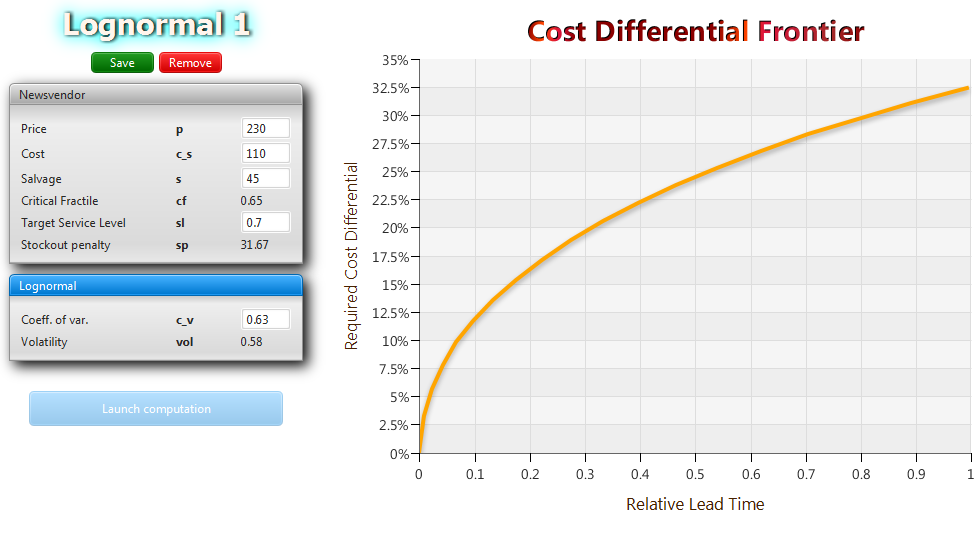 Lognormal 1
Save Remove
Newsvendor
Price p 230
Cost c_s 110
Salvage s 45
Critical Fractile cf 0.65
Target Service Level sl 0.7
Stockout penalty sp 31.67
Lognormal
Coeff. of var. c_v 0.63
Volatility vol 0.58
Launch computation
Cost Differential Frontier
Required Cost Differential
35%
32.5%
30%
27.5%
25%
22.5%
20%
17.5%
15%
12.5%
10%
7.5%
5%
2.5%
0%
0 0.1 0.2 0.3 0.4 0.5 0.6 0.7 0.8 0.9 1
Relative Lead Time